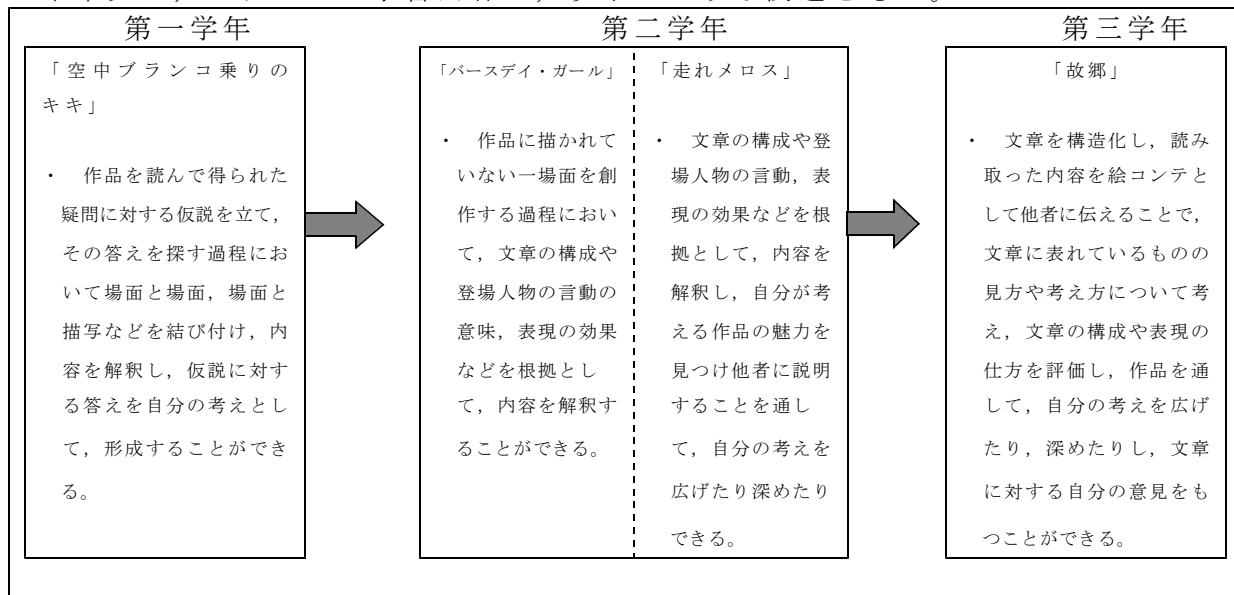 第一学年
「空中ブランコ乗りの
キキ」
・ 作品を読んで得られた
疑問に対する仮説を立て，
その答えを探す過程にお
いて場面と場面，場面と
描写などを結び付け，内
容を解釈し，仮説に対す
る答えを自分の考えとし
て，形成することができ
る。
第二学年
「バースデイ・ガール」
・ 作品に描かれて
いない一場面を創
作する過程におい
て，文章の構成や
登場人物の言動の
意味，表現の効果
などを根拠とし
て，内容を解釈す
ることができる。
「走れメロス」
・ 文章の構成や登
場人物の言動，表
現の効果などを根
拠として，内容を
解釈し，自分が考
える作品の魅力を
見つけ他者に説明
することを通し
て，自分の考えを
広げたり深めたり
できる。
第三学年
「故郷」
・ 文章を構造化し，読み
取った内容を絵コンテと
して他者に伝えることで，
文章に表れているものの
見方や考え方について考
え，文章の構成や表現の
仕方を評価し，作品を通
して，自分の考えを広げ
たり，深めたりし，文章
に対する自分の意見をも
つことができる。